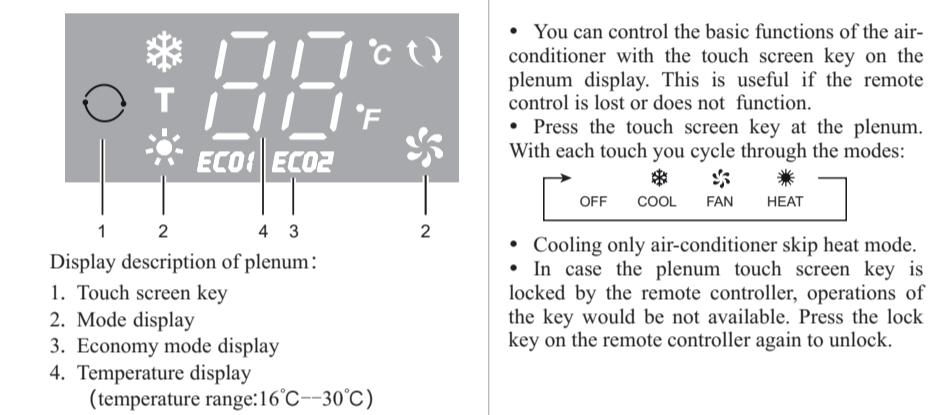 °C
T
°F
ECO1 ECO2
1 2 4 3 2
Display description of plenum:
1. Touch screen key
2. Mode display
3. Economy mode display
4. Temperature display
(temperature range:16°C--30°C)
• You can control the basic functions of the air-
conditioner with the touch screen key on the
plenum display. This is useful if the remote
control is lost or does not function.
• Press the touch screen key at the plenum.
With each touch you cycle through the modes:
OFF COOL FAN HEAT
• Cooling only air-conditioner skip heat mode.
• In case the plenum touch screen key is
locked by the remote controller, operations of
the key would be not available. Press the lock
key on the remote controller again to unlock.